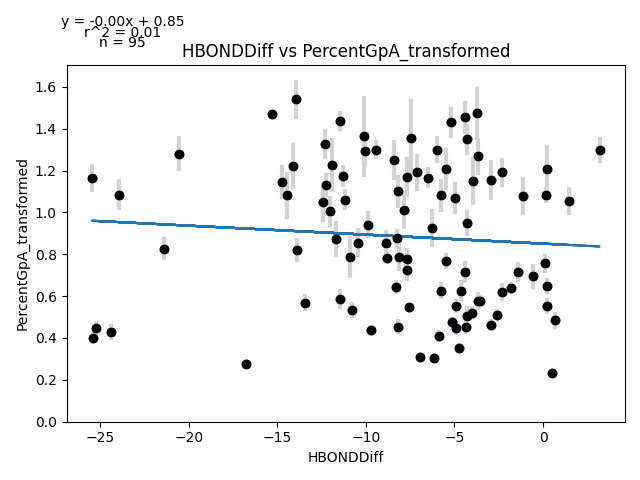 y = -0.00x + 0.85
r^2 = 0.01
n = 95
HBONDDiff vs PercentGpA_transformed
PercentGpA_transformed
1.6
1.4
1.2
1.0
0.8
0.6
0.4
0.2
0.0
−25 −20 −15 −10 −5 0
HBONDDiff